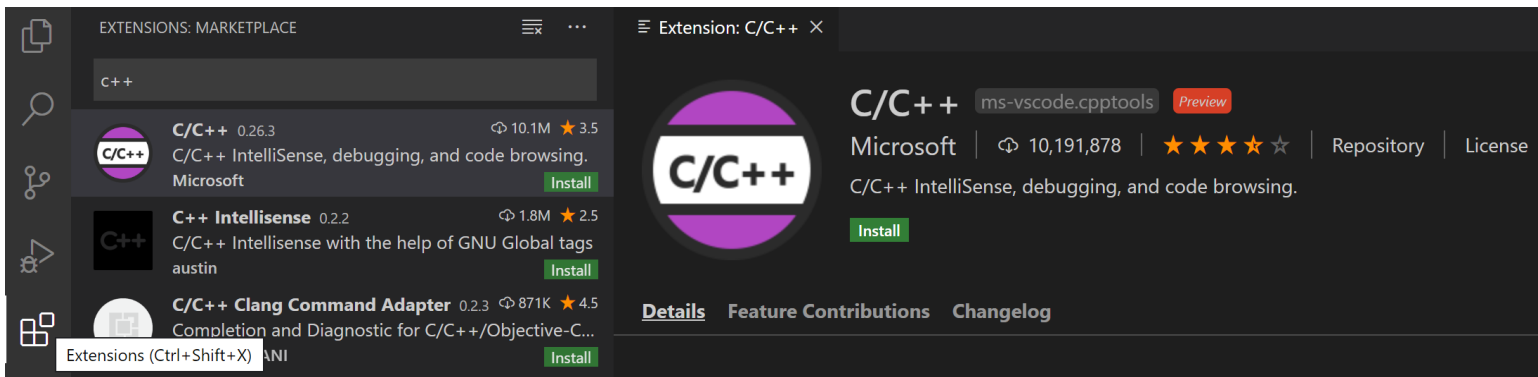 EXTENSIONS: MARKETPLACE
c++
C/C++ 0.26.3 10.1M 3.5
C/C++ IntelliSense, debugging, and code browsing.
Microsoft Install
C++ Intellisense 0.2.2 1.8M 2.5
C/C++ Intellisense with the help of GNU Global tags
austin Install
C/C++ Clang Command Adapter 0.2.3 871K 4.5
Completion and Diagnostic for C/C++/Objective-C...
ANI Install
Extensions (Ctrl+Shift+X)
C/C++
C++
Extension: C/C++
C/C++
C/C++ ms-vscode.cpptools Preview
Microsoft 10,191,878 Repository License
C/C++ IntelliSense, debugging, and code browsing.
Install
Details Feature Contributions Changelog